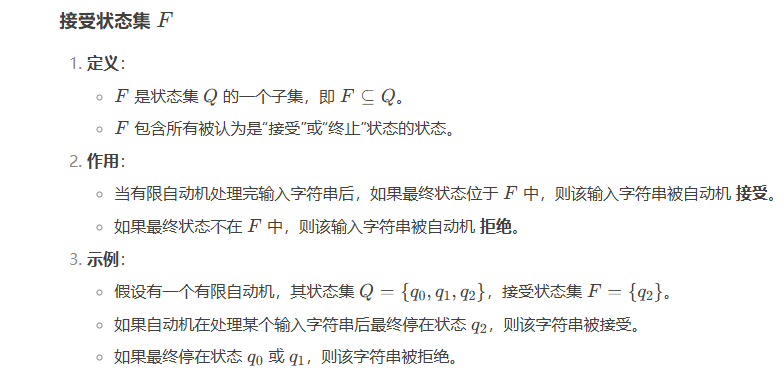 接受状态集 F
1. 定义：
F 是状态集 Q 的一个子集，即 F ⊆ Q。
F 包含所有被认为是“接受”或“终止”状态的状态。
2. 作用：
当有限自动机处理完输入字符串后，如果最终状态位于 F 中，则该输入字符串被自动机 接受。
如果最终状态不在 F 中，则该输入字符串被自动机 拒绝。
3. 示例：
假设有一个有限自动机，其状态集 Q = {q₀, q₁, q₂}，接受状态集 F = {q₂}。
如果自动机在处理某个输入字符串后最终停在状态 q₂，则该字符串被接受。
如果最终停在状态 q₀ 或 q₁，则该字符串被拒绝。